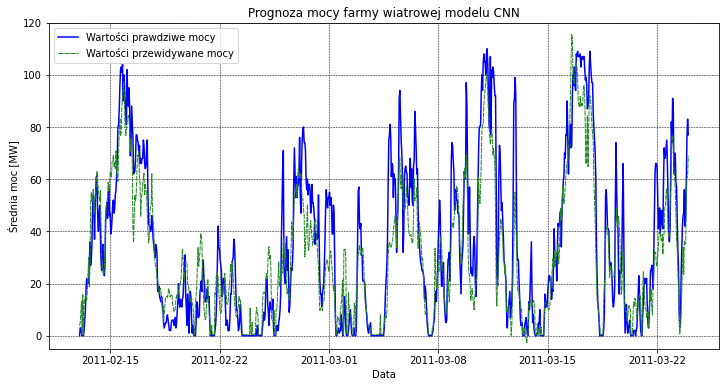 Prognoza mocy farmy wiatrowej modelu CNN
Wartości prawdziwe mocy
Wartości przewidywane mocy
Średnia moc [MW]
120
100
80
60
40
20
0
2011-02-15
2011-02-22
2011-03-01
2011-03-08
2011-03-15
2011-03-22
Data